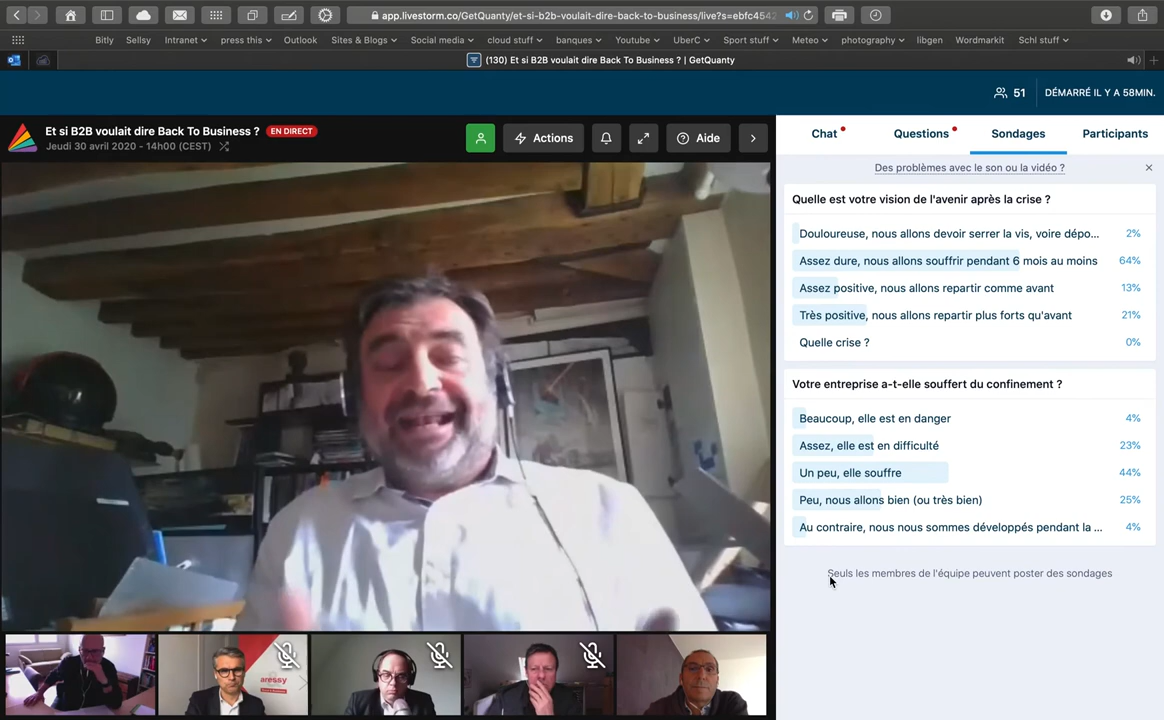 app.livestorm.co/GetQuanty/et-si-b2b-voulait-dire-back-to-business/live?s=ebfc4542
Bitly Sellsy Intranet press this Outlook Sites & Blogs Social media cloud stuff banques Youtube UberC Sport stuff Meteo photography libgen Wordmarkit Schl stuff
(130) Et si B2B voulait dire Back To Business ? | GetQuanty
51 DÉMARRÉ IL Y A 58MIN.
Et si B2B voulait dire Back To Business ? EN DIRECT
Jeudi 30 avril 2020 - 14h00 (CEST)
Actions Aide
Chat Questions Sondages Participants
Des problèmes avec le son ou la vidéo ?
Quelle est votre vision de l'avenir après la crise ?
Douloureuse, nous allons devoir serrer la vis, voire dépo... 2%
Assez dure, nous allons souffrir pendant 6 mois au moins 64%
Assez positive, nous allons repartir comme avant 13%
Très positive, nous allons repartir plus forts qu'avant 21%
Quelle crise ? 0%
Votre entreprise a-t-elle souffert du confinement ?
Beaucoup, elle est en danger 4%
Assez, elle est en difficulté 23%
Un peu, elle souffre 44%
Peu, nous allons bien (ou très bien) 25%
Au contraire, nous nous sommes développés pendant la ... 4%
Seuls les membres de l'équipe peuvent poster des sondages
aressy